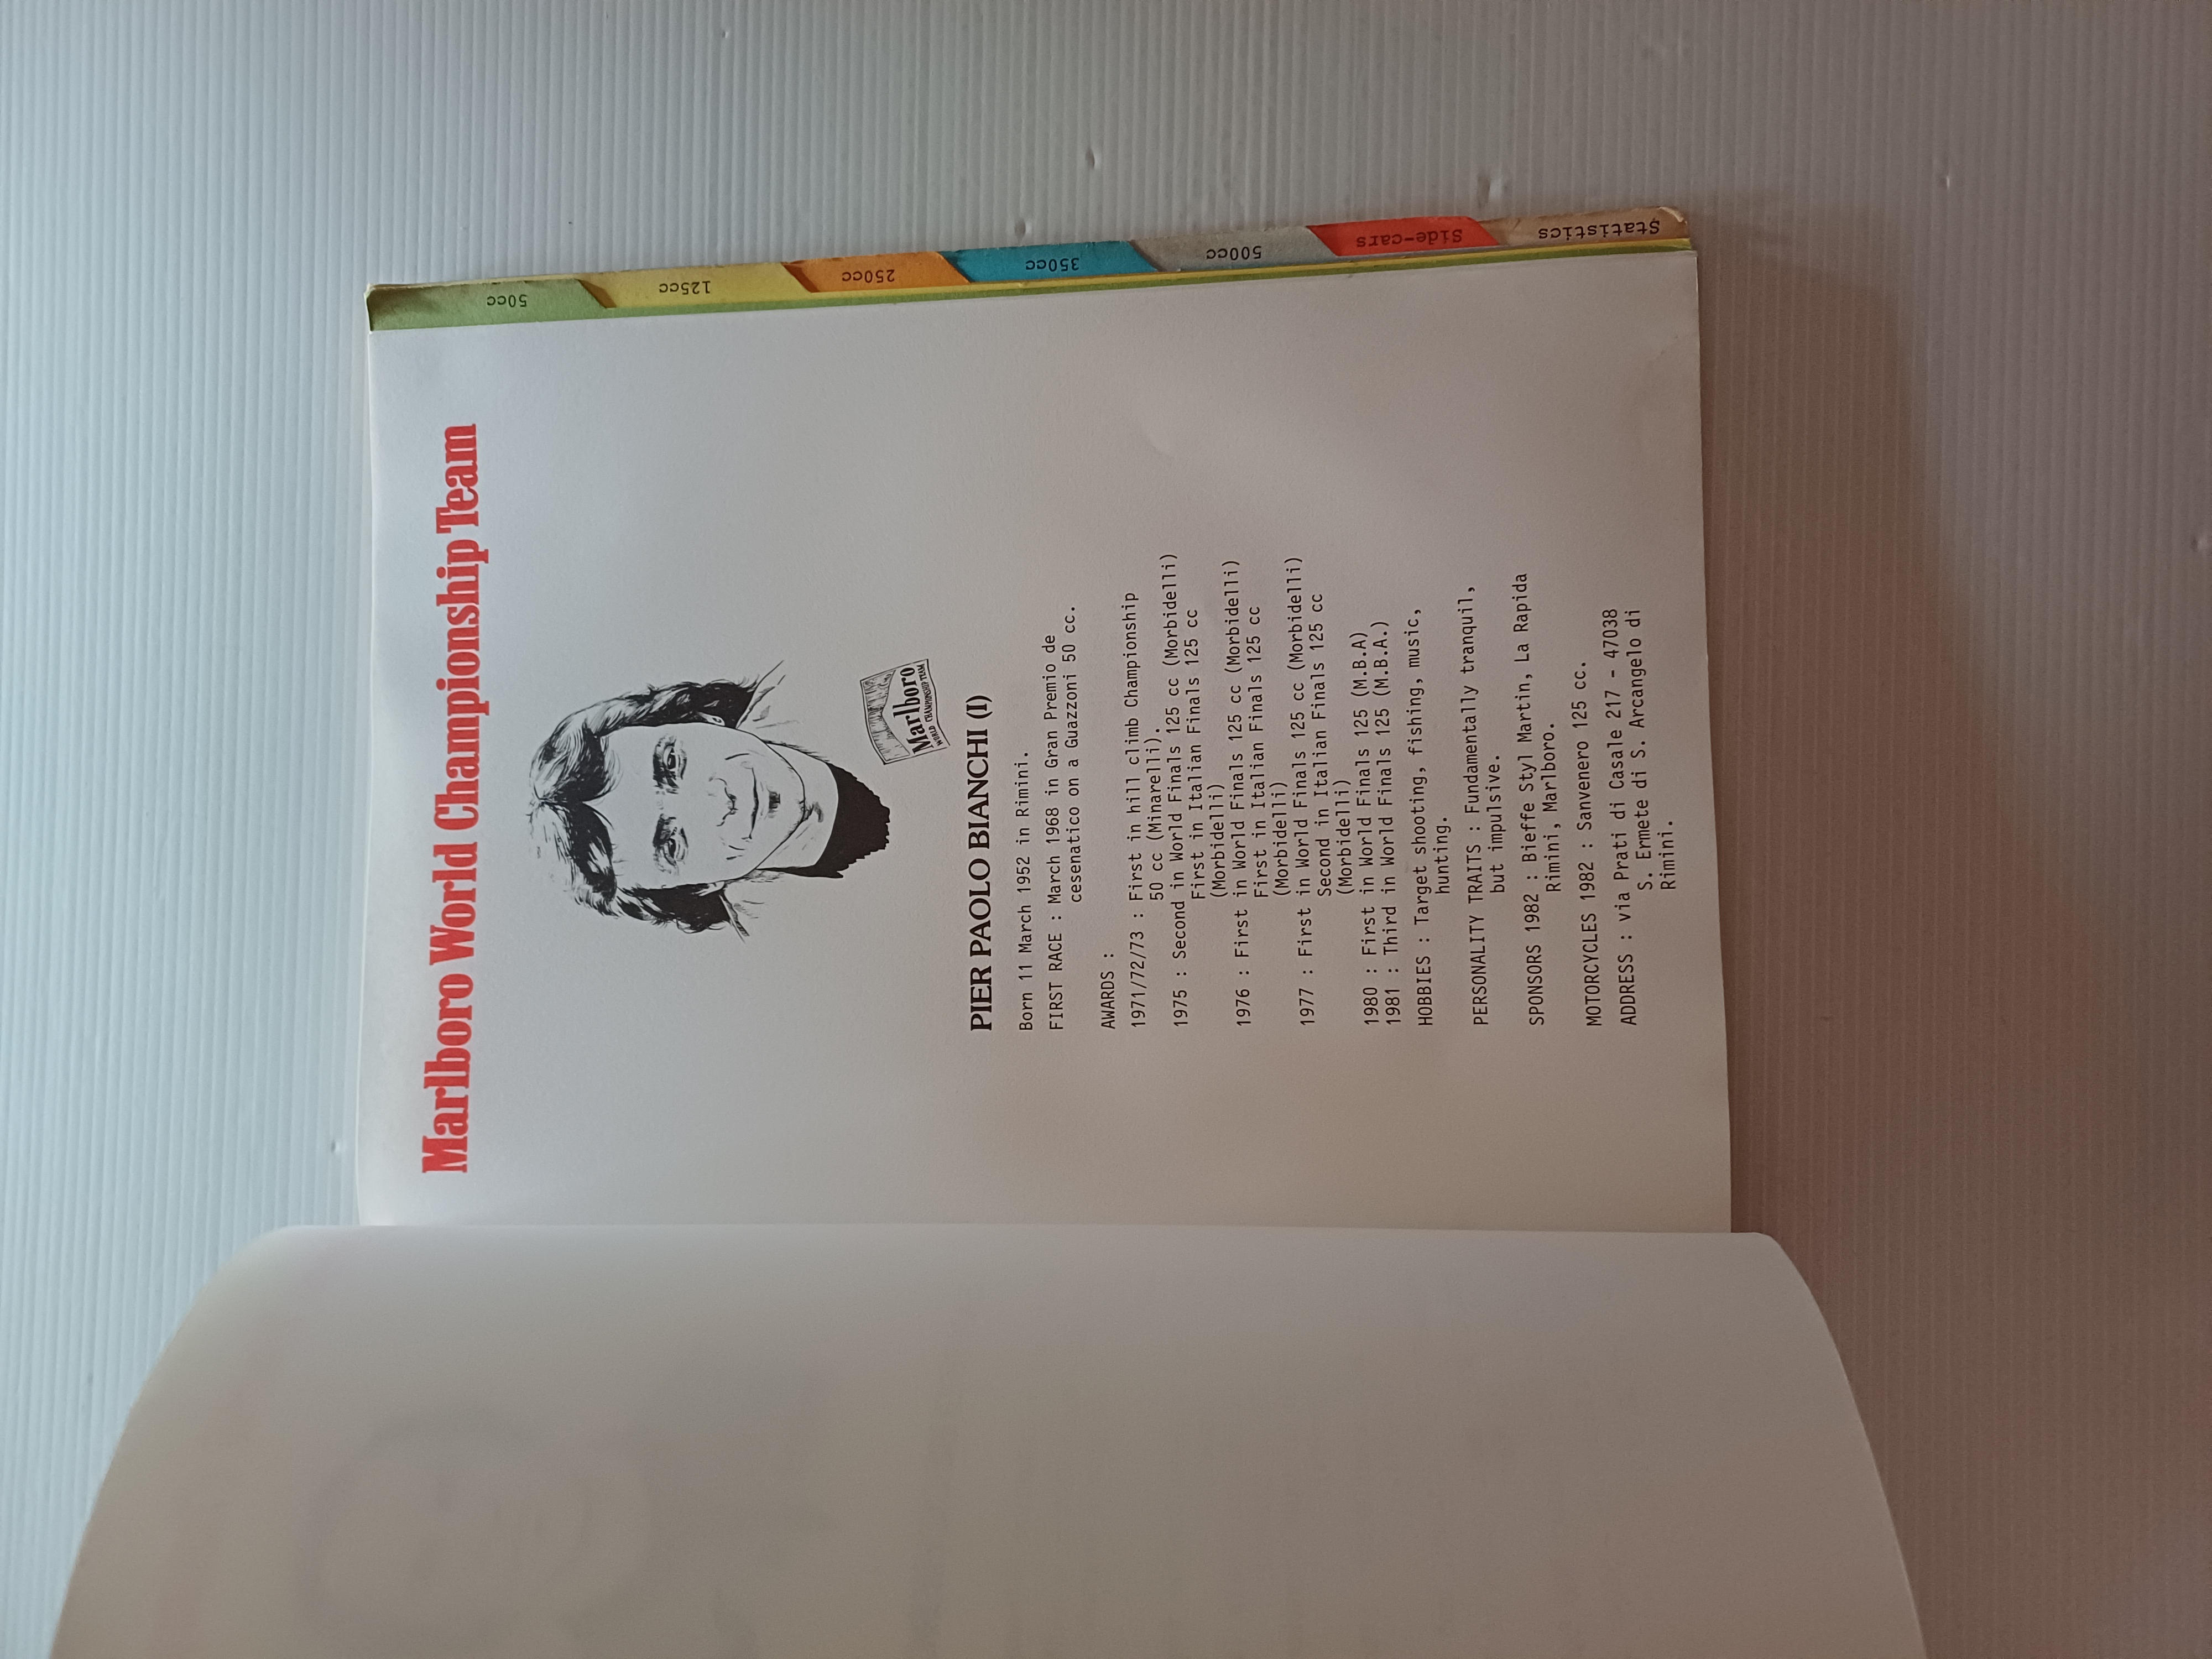 Marlboro World Championship Team
Marlboro
WORLD CHAMPIONSHIP TEAM
PIER PAOLO BIANCHI (I)
Born 11 March 1952 in Rimini.
FIRST RACE : March 1968 in Gran Premio de
cesenatico on a Guazzoni 50 cc.
AWARDS :
1971/72/73 : First in hill climb Championship
50 cc (Minarelli).
1975 : Second in World Finals 125 cc (Morbidelli)
First in Italian Finals 125 cc
(Morbidelli)
1976 : First in World Finals 125 cc (Morbidelli)
First in Italian Finals 125 cc
(Morbidelli)
1977 : First in World Finals 125 cc (Morbidelli)
Second in Italian Finals 125 cc
(Morbidelli)
1980 : First in World Finals 125 (M.B.A)
1981 : Third in World Finals 125 (M.B.A.)
HOBBIES : Target shooting, fishing, music,
hunting.
PERSONALITY TRAITS : Fundamentally tranquil,
but impulsive.
SPONSORS 1982 : Bieffe Styl Martin, La Rapida
Rimini, Marlboro.
MOTORCYCLES 1982 : Sanvenero 125 cc.
ADDRESS : via Prati di Casale 217 - 47038
S. Ermete di S. Arcangelo di
Rimini.
50cc
125cc
250cc
350cc
500cc
Side-cars
Statistics